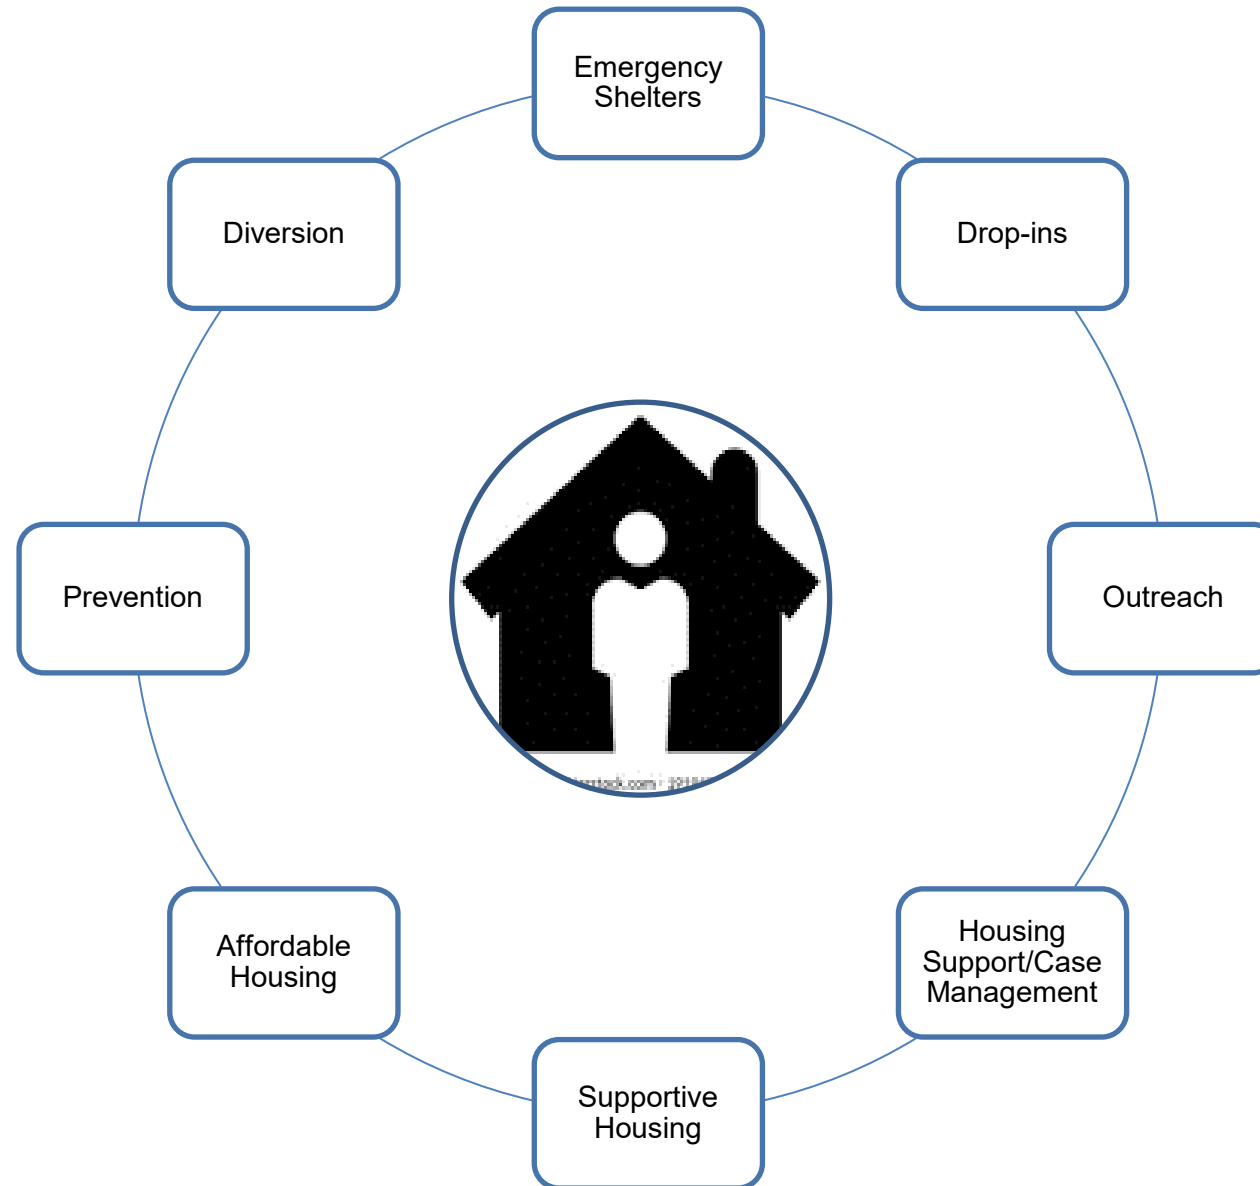 Emergency
Shelters
Diversion
Drop-ins
Prevention
Outreach
Affordable
Housing
Housing
Support/Case
Management
Supportive
Housing